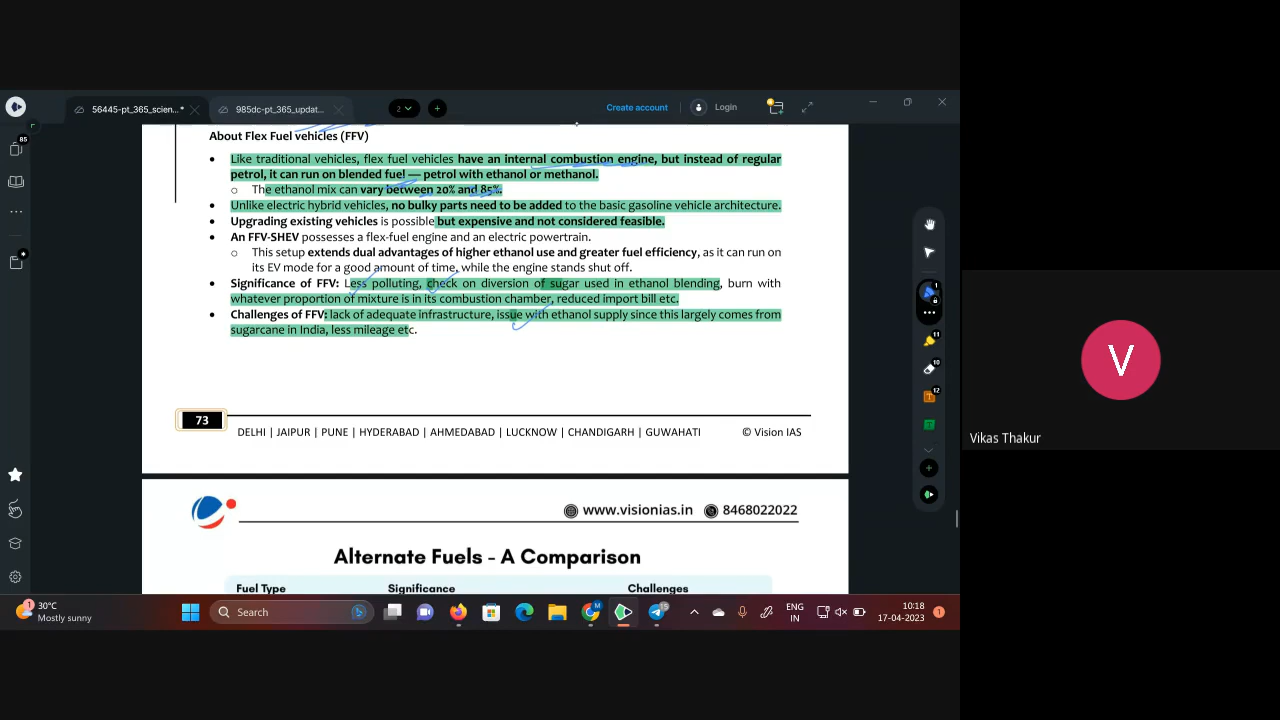 56445-pt_365_scien... *
985dc-pt_365_updat...
2
Create account
Login
About Flex Fuel vehicles (FFV)
Like traditional vehicles, flex fuel vehicles have an internal combustion engine, but instead of regular
petrol, it can run on blended fuel — petrol with ethanol or methanol.
The ethanol mix can vary between 20% and 85%.
Unlike electric hybrid vehicles, no bulky parts need to be added to the basic gasoline vehicle architecture.
Upgrading existing vehicles is possible but expensive and not considered feasible.
An FFV-SHEV possesses a flex-fuel engine and an electric powertrain.
This setup extends dual advantages of higher ethanol use and greater fuel efficiency, as it can run on
its EV mode for a good amount of time, while the engine stands shut off.
Significance of FFV: Less polluting, check on diversion of sugar used in ethanol blending, burn with
whatever proportion of mixture is in its combustion chamber, reduced import bill etc.
Challenges of FFV: lack of adequate infrastructure, issue with ethanol supply since this largely comes from
sugarcane in India, less mileage etc.
73
DELHI | JAIPUR | PUNE | HYDERABAD | AHMEDABAD | LUCKNOW | CHANDIGARH | GUWAHATI
© Vision IAS
www.visionias.in
8468022022
Alternate Fuels - A Comparison
Fuel Type
Significance
Challenges
85
1
11
10
12
V
Vikas Thakur
1
30°C
Mostly sunny
Search
M
15
ENG
IN
10:18
17-04-2023
1